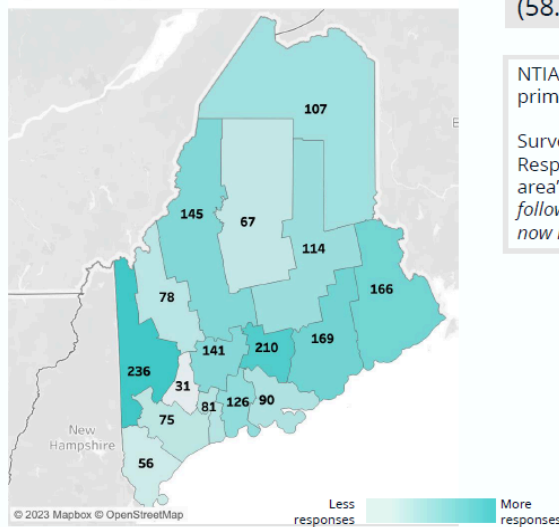 (58.
NTIA
prim
Surve
Resp
area'
follow
now
107
145
67
114
166
78
236
141
210
169
31
81
126
90
75
56
New
Hampshire
© 2023 Mapbox © OpenStreetMap
Less
responses
More
responses